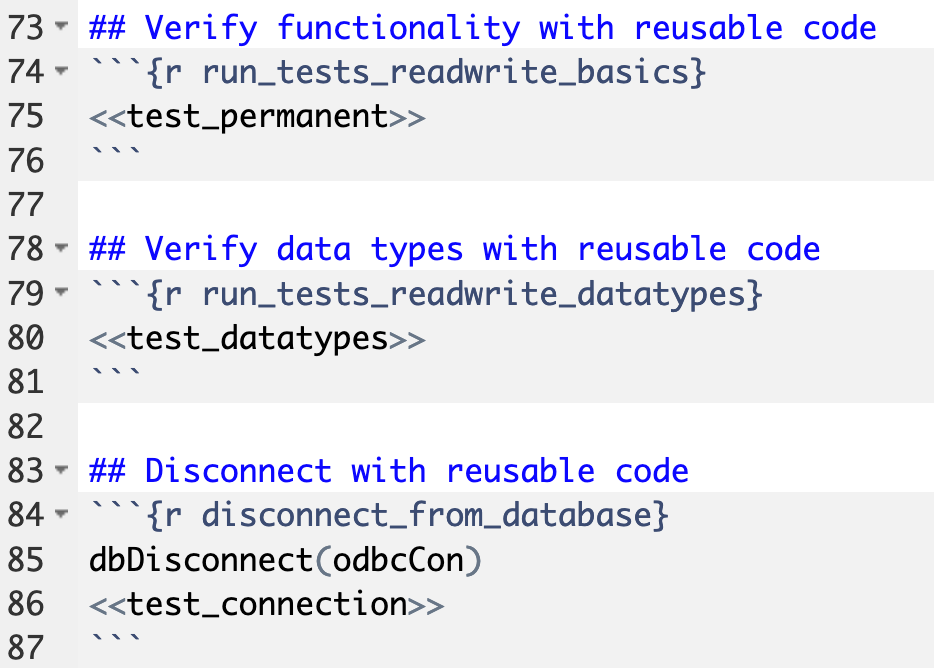 73 ## Verify functionality with reusable code
74 ```{r run_tests_readwrite_basics}
75 <<test_permanent>>
76 ```
77
78 ## Verify data types with reusable code
79 ```{r run_tests_readwrite_datatypes}
80 <<test_datatypes>>
81 ```
82
83 ## Disconnect with reusable code
84 ```{r disconnect_from_database}
85 dbDisconnect(odbcCon)
86 <<test_connection>>
87 ```